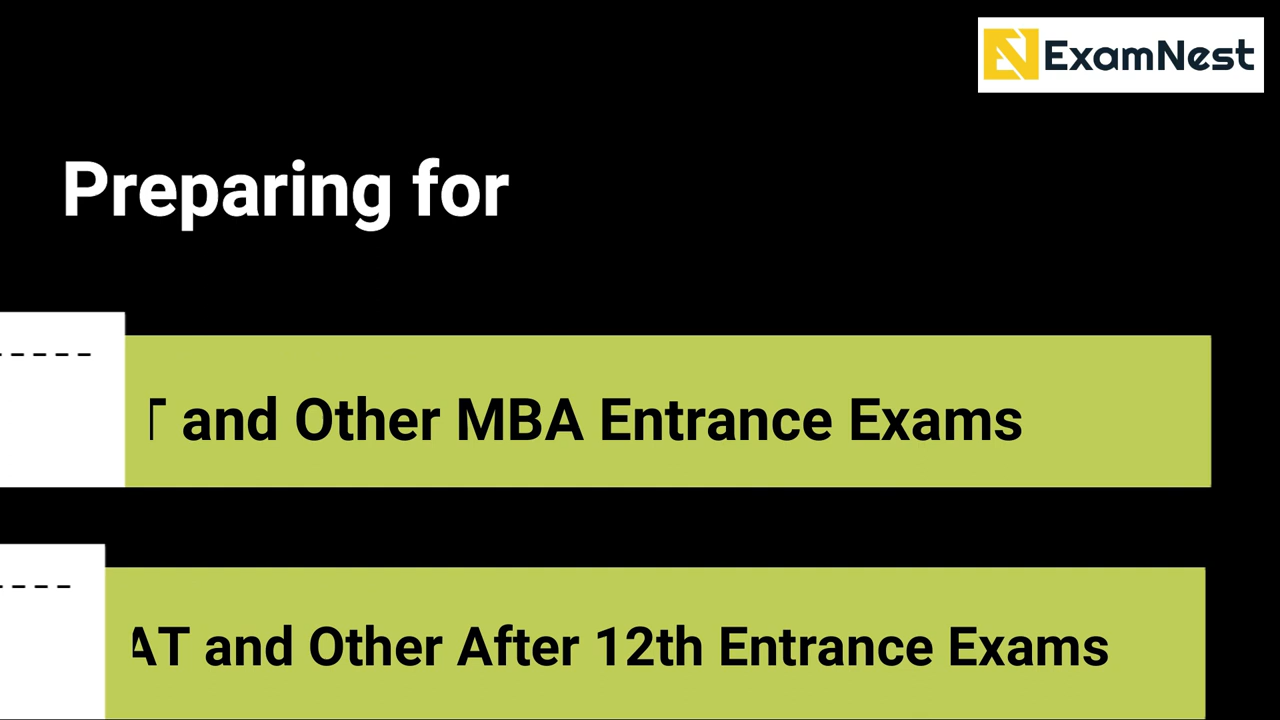 ExamNest
Preparing for
T and Other MBA Entrance Exams
AT and Other After 12th Entrance Exams